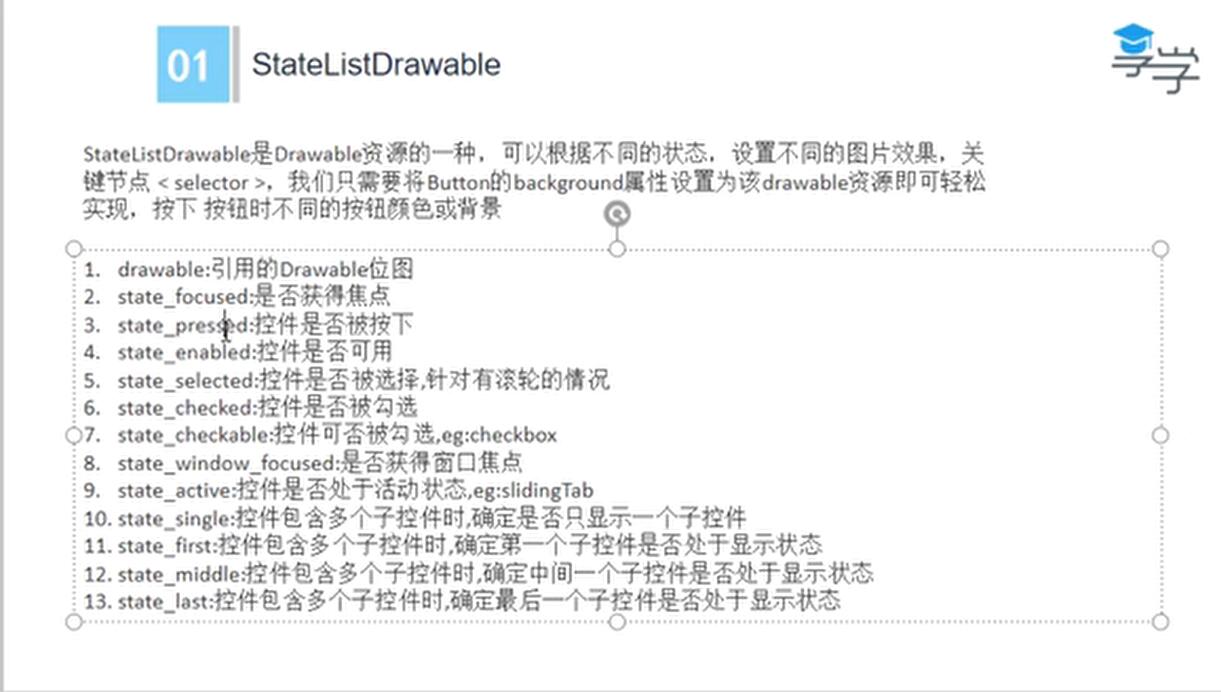 01
StateListDrawable
享学
StateListDrawable是Drawable资源的一种，可以根据不同的状态，设置不同的图片效果，关
键节点 < selector >，我们只需要将Button的background属性设置为该drawable资源即可轻松
实现，按下 按钮时不同的按钮颜色或背景
1. drawable:引用的Drawable位图
2. state_focused:是否获得焦点
3. state_pressed:控件是否被按下
4. state_enabled:控件是否可用
5. state_selected:控件是否被选择,针对有滚轮的情况
6. state_checked:控件是否被勾选
7. state_checkable:控件可否被勾选,eg:checkbox
8. state_window_focused:是否获得窗口焦点
9. state_active:控件是否处于活动状态,eg:slidingTab
10. state_single:控件包含多个子控件时,确定是否只显示一个子控件
11. state_first:控件包含多个子控件时,确定第一个子控件是否处于显示状态
12. state_middle:控件包含多个子控件时,确定中间一个子控件是否处于显示状态
13. state_last:控件包含多个子控件时,确定最后一个子控件是否处于显示状态